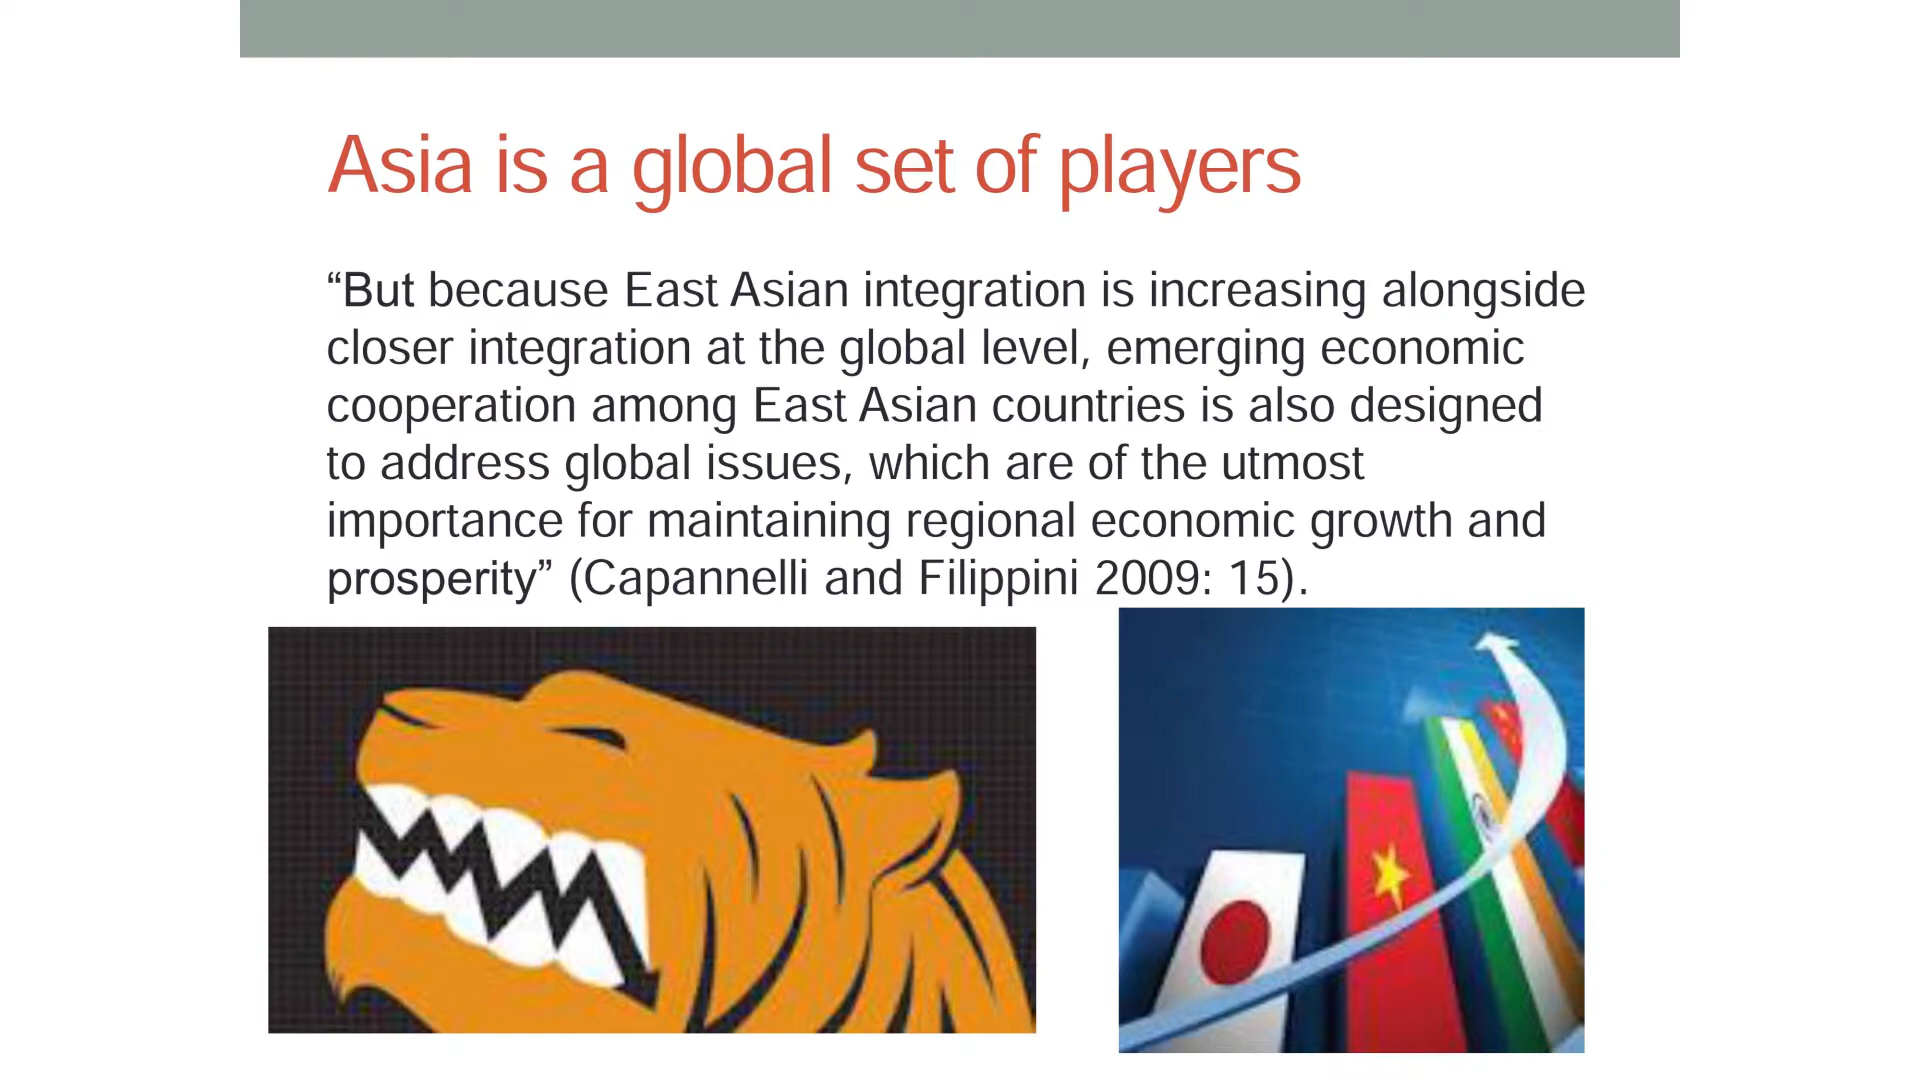 Asia is a global set of players
“But because East Asian integration is increasing alongside
closer integration at the global level, emerging economic
cooperation among East Asian countries is also designed
to address global issues, which are of the utmost
importance for maintaining regional economic growth and
prosperity” (Capannelli and Filippini 2009: 15).